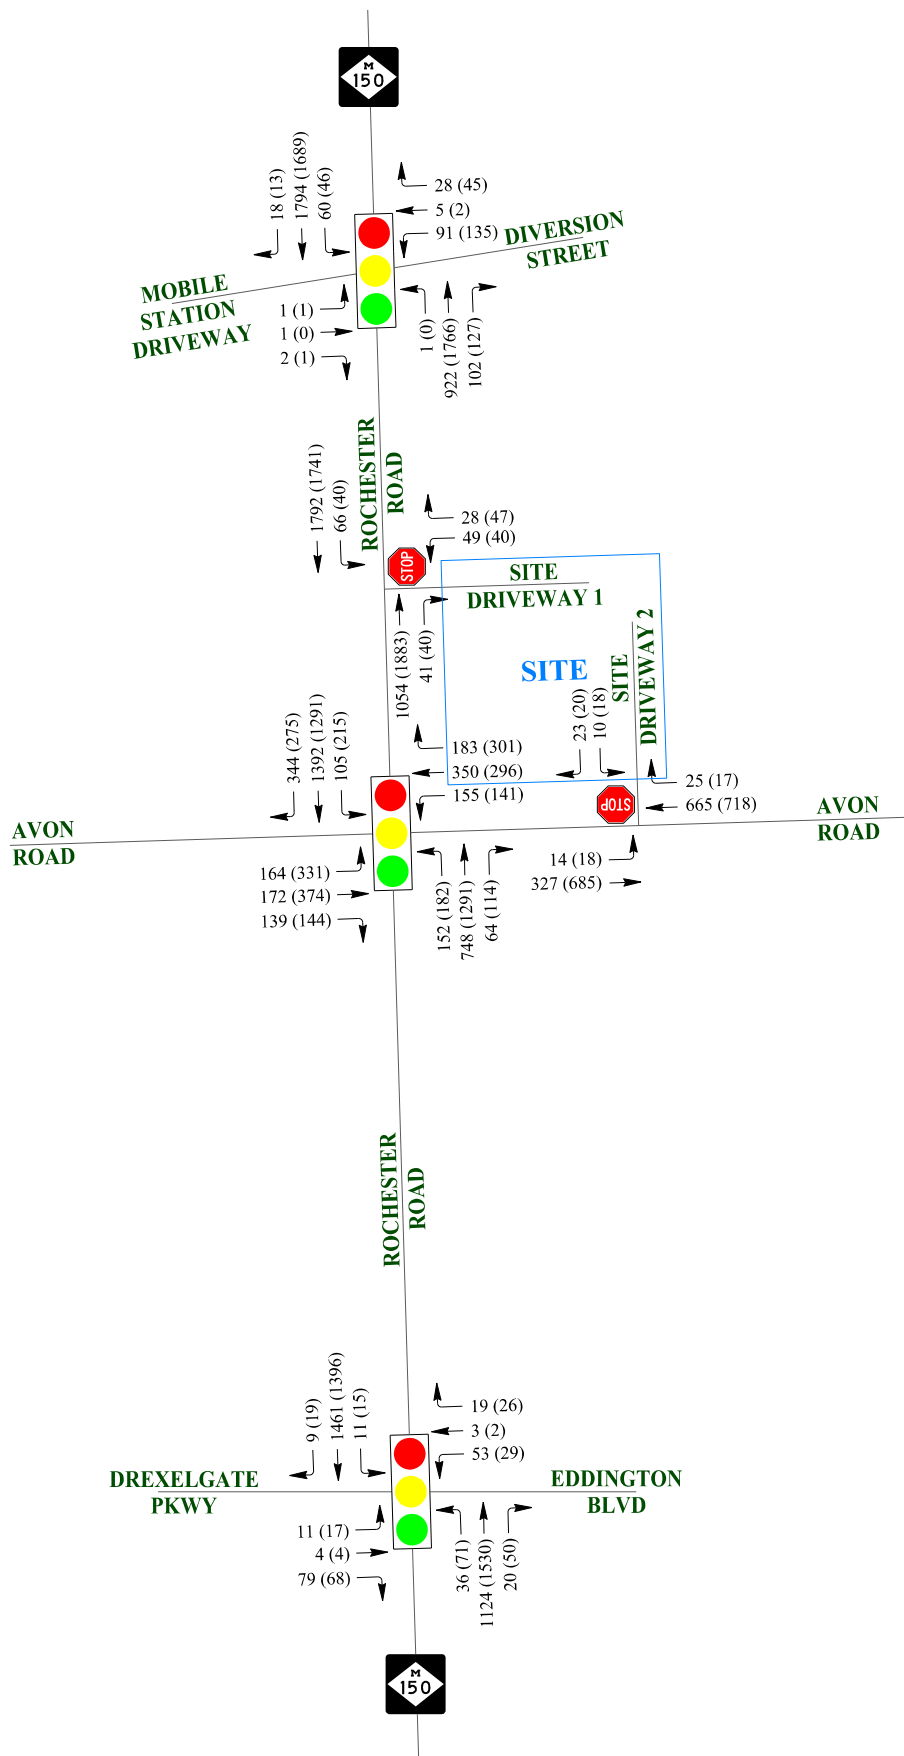 M
150
18 (13)
1794 (1689)
60 (46)
28 (45)
5 (2)
91 (135)
DIVERSION
STREET
MOBILE
STATION
DRIVEWAY
1 (1)
1 (0)
2 (1)
1 (0)
922 (1766)
102 (127)
ROCHESTER
ROAD
1792 (1741)
66 (40)
28 (47)
49 (40)
STOP
SITE
DRIVEWAY 1
1054 (1883)
41 (40)
SITE
SITE
DRIVEWAY 2
23 (20)
10 (18)
344 (275)
1392 (1291)
105 (215)
183 (301)
350 (296)
155 (141)
STOP
25 (17)
665 (718)
AVON
ROAD
AVON
ROAD
164 (331)
172 (374)
139 (144)
152 (182)
748 (1291)
64 (114)
14 (18)
327 (685)
ROCHESTER
ROAD
9 (19)
1461 (1396)
11 (15)
19 (26)
3 (2)
53 (29)
DREXELGATE
PKWY
EDDINGTON
BLVD
11 (17)
4 (4)
79 (68)
36 (71)
1124 (1530)
20 (50)
M
150